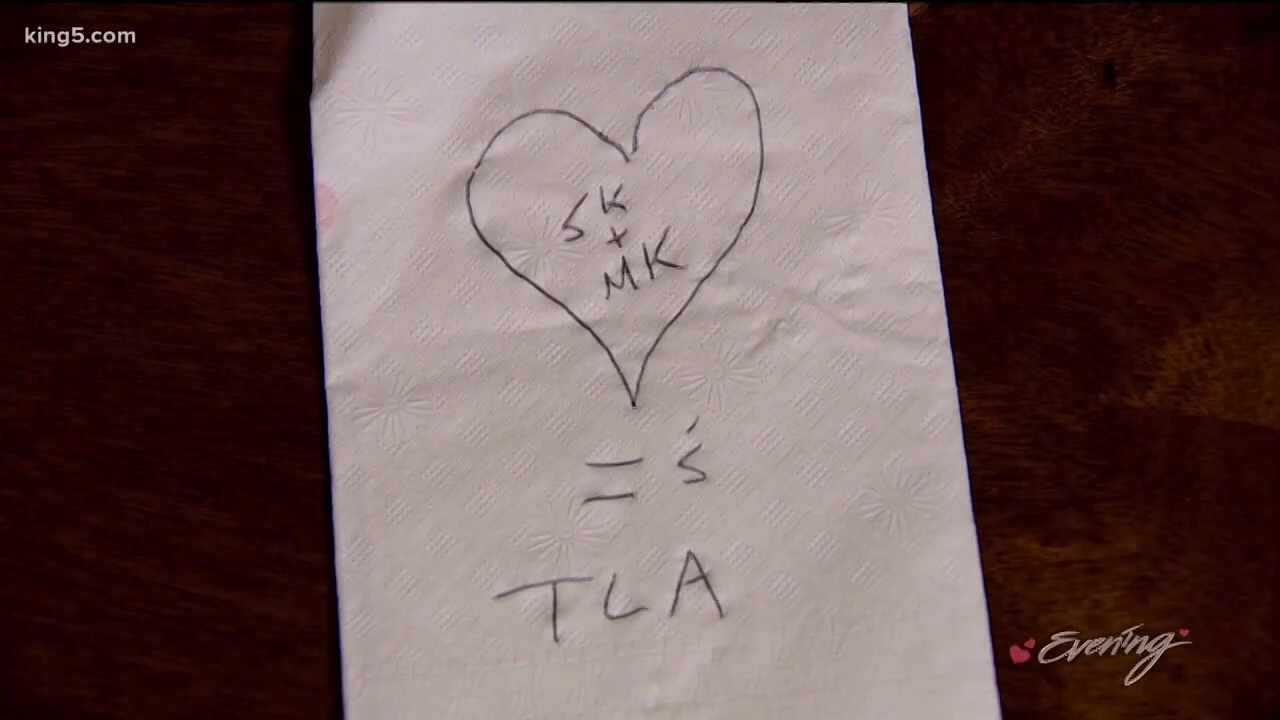 king5.com
SK
+
MK
= 's
TLA
Evening